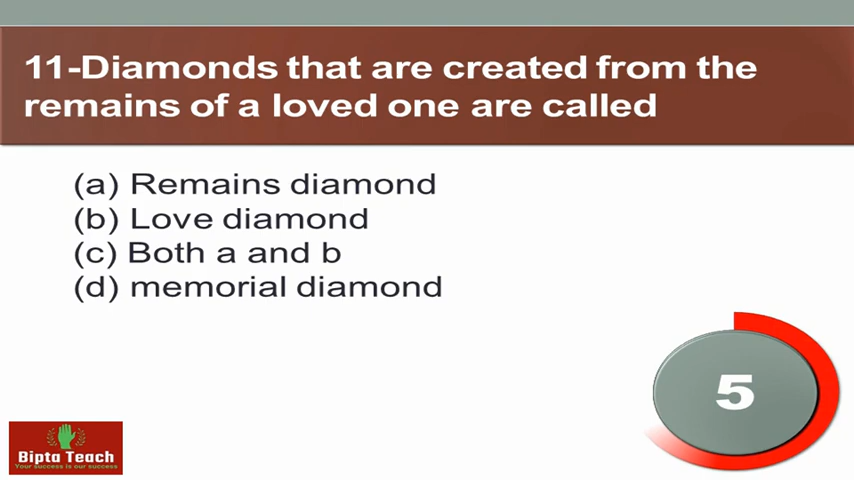 11-Diamonds that are created from the
remains of a loved one are called
(a) Remains diamond
(b) Love diamond
(c) Both a and b
(d) memorial diamond
5
Bipta Teach
Your success is our success